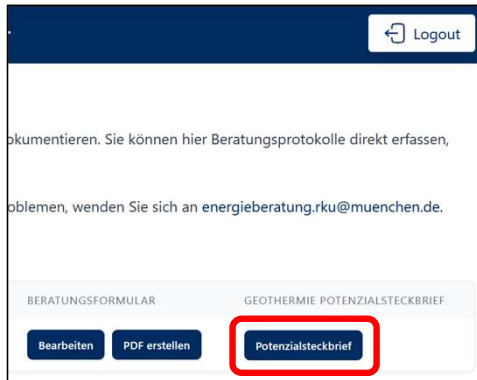 Logout
okumentieren. Sie können hier Beratungsprotokolle direkt erfassen,
oblemen, wenden Sie sich an energieberatung.rku@muenchen.de.
BERATUNGSFORMULAR GEOTHERMIE POTENZIALSTECKBRIEF
Bearbeiten PDF erstellen Potenzialsteckbrief